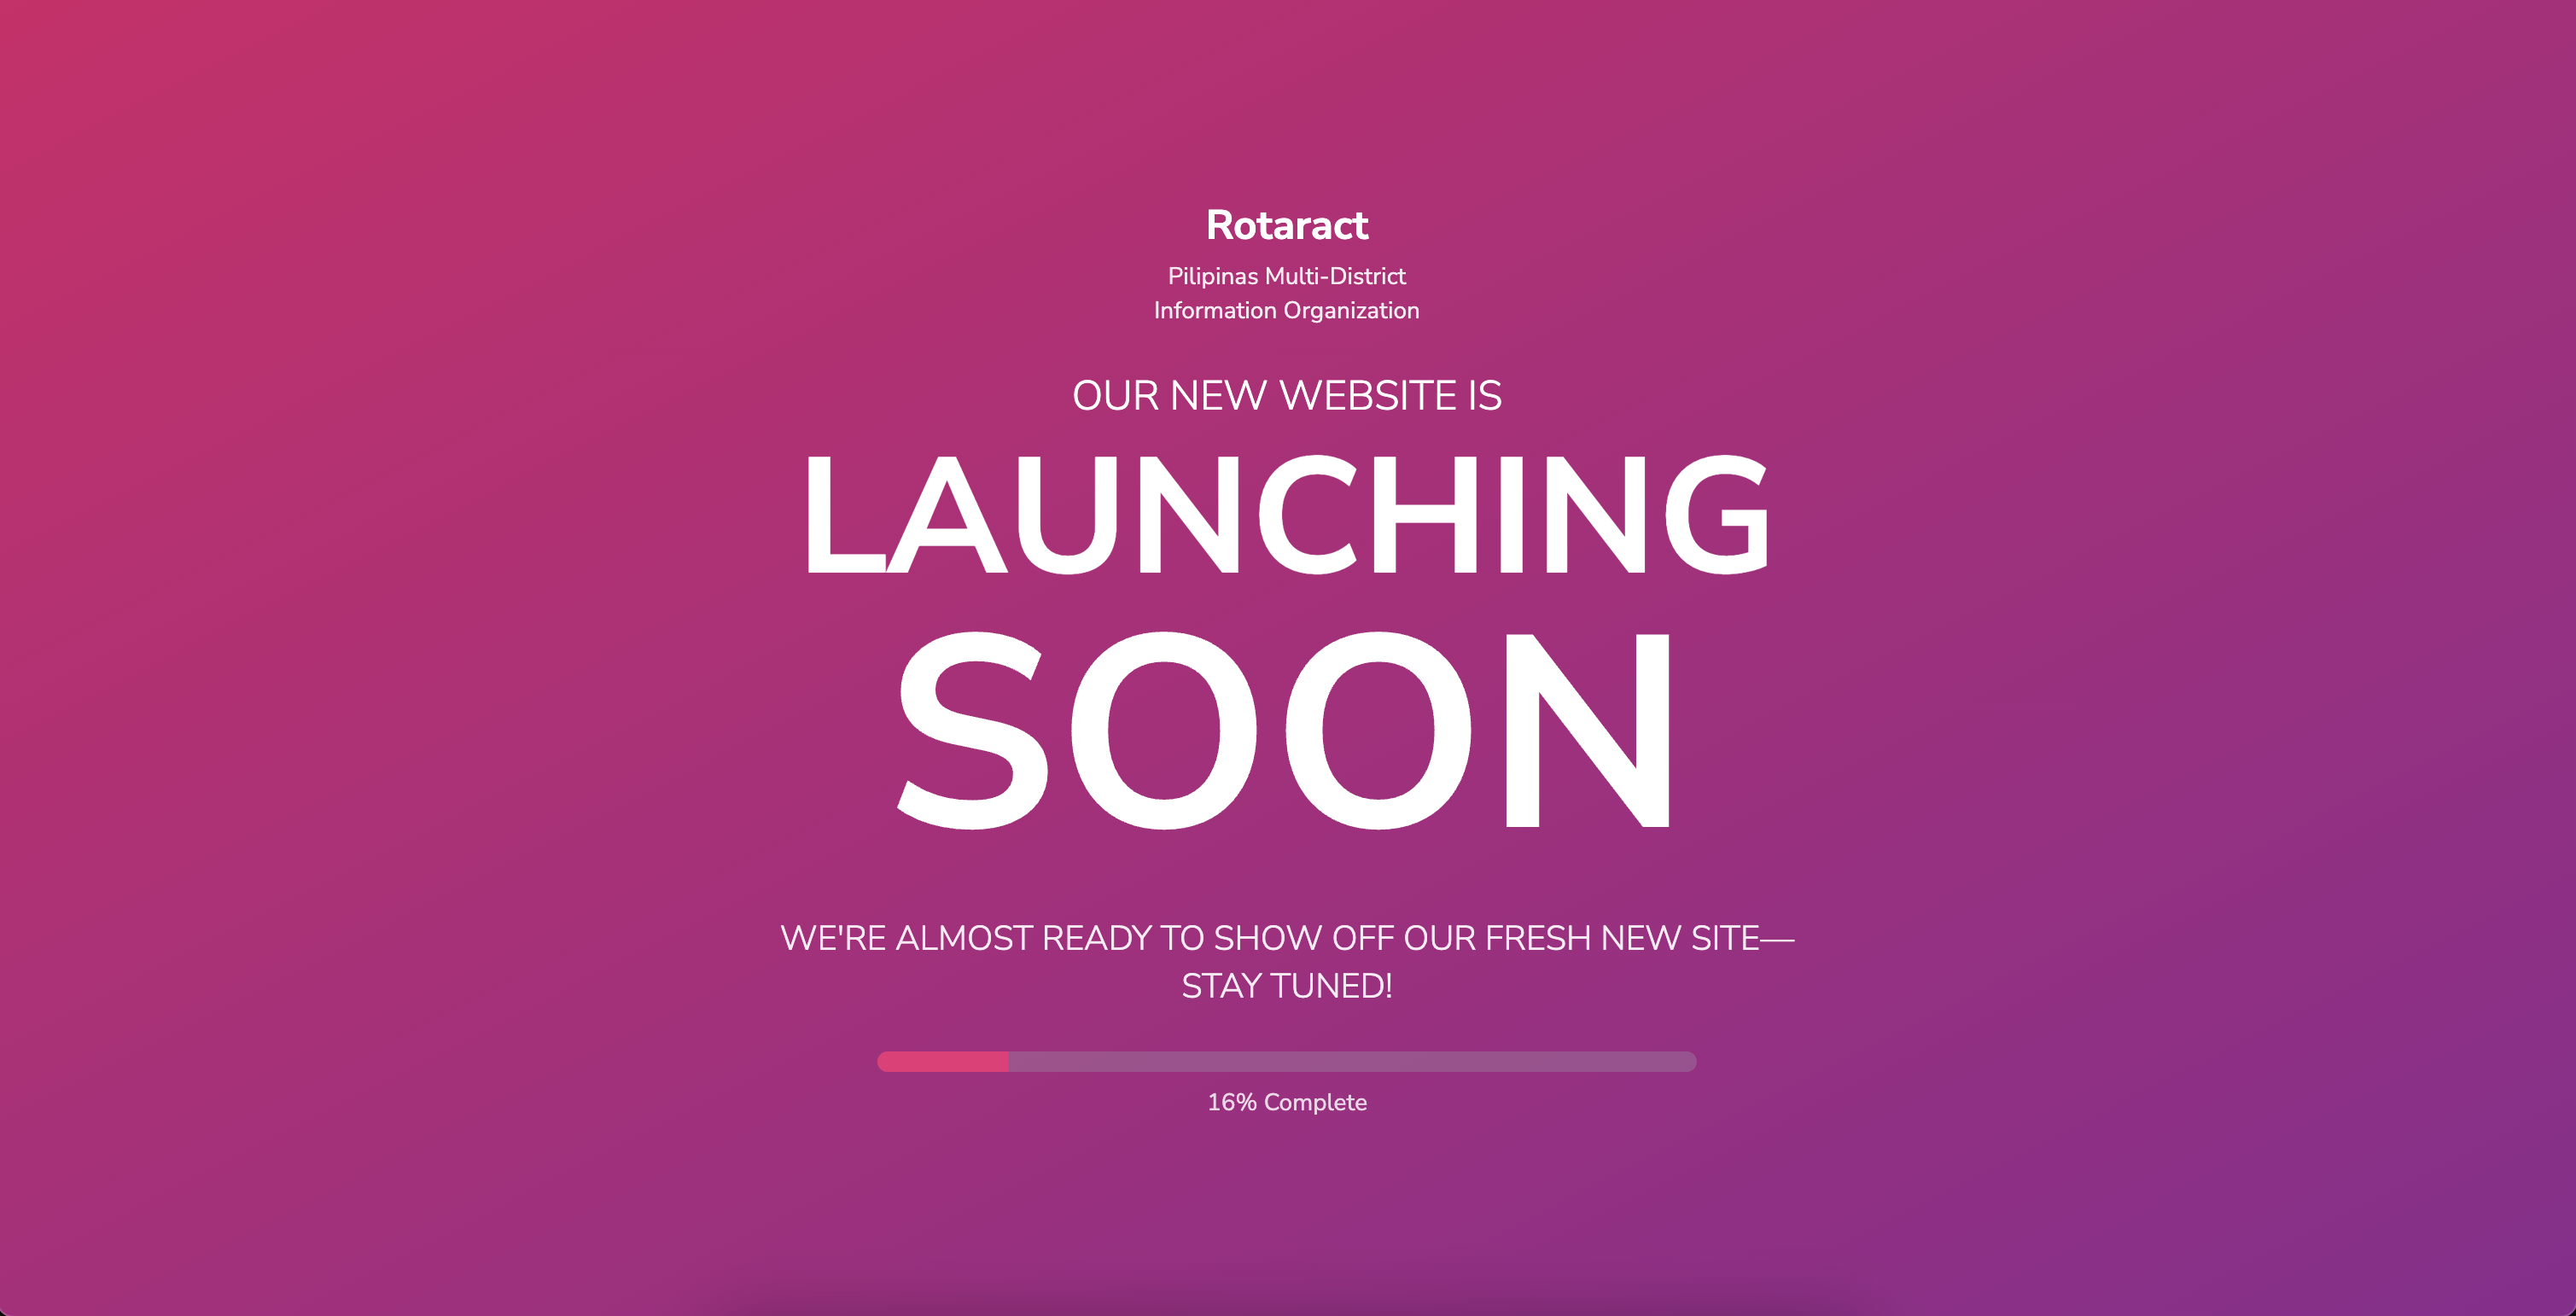 Rotaract
Pilipinas Multi-District
Information Organization
OUR NEW WEBSITE IS
LAUNCHING
SOON
WE'RE ALMOST READY TO SHOW OFF OUR FRESH NEW SITE—
STAY TUNED!
16% Complete